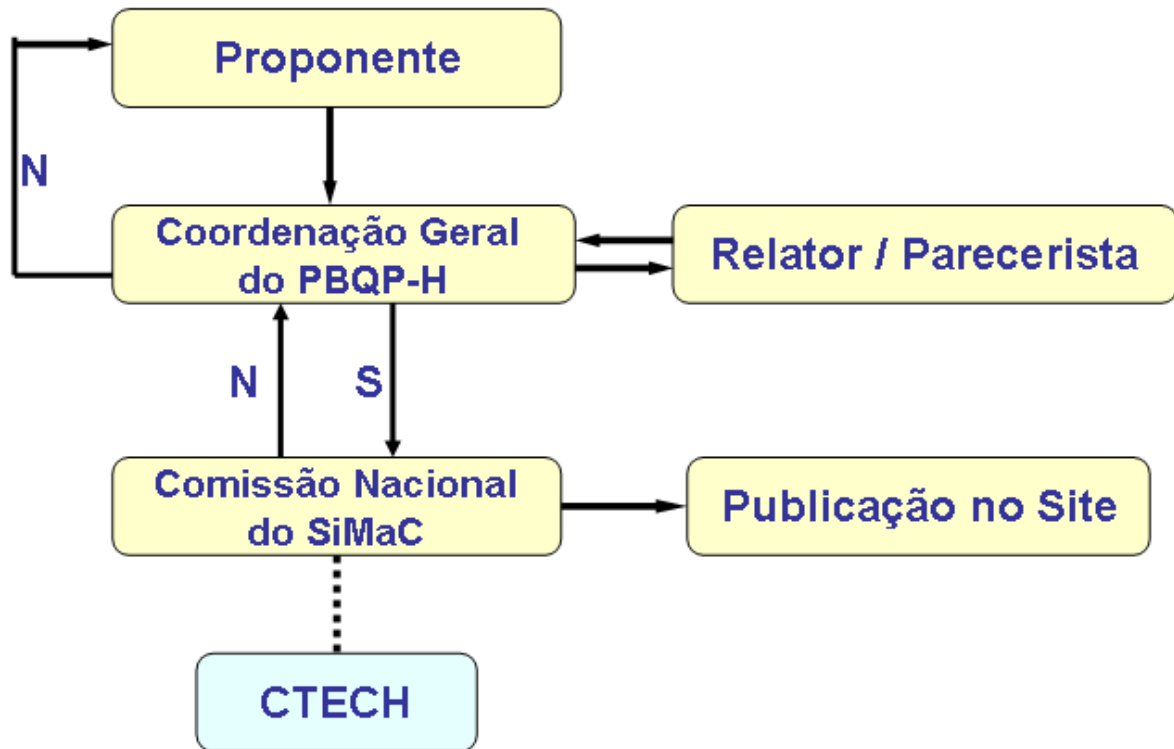 Proponente
N
Coordenação Geral
do PBQP-H
Relator / Parecerista
N
S
Comissão Nacional
do SiMaC
Publicação no Site
CTECH